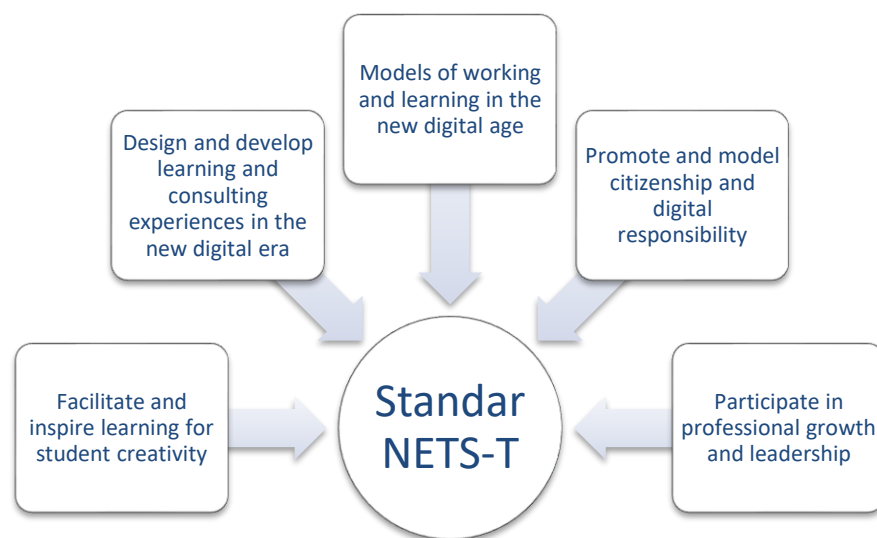 Models of working
and learning in the
new digital age
Design and develop
learning and
consulting
experiences in the
new digital era
Promote and model
citizenship and
digital
responsibility
Facilitate and
inspire learning for
student creativity
Standar
NETS-T
Participate in
professional growth
and leadership